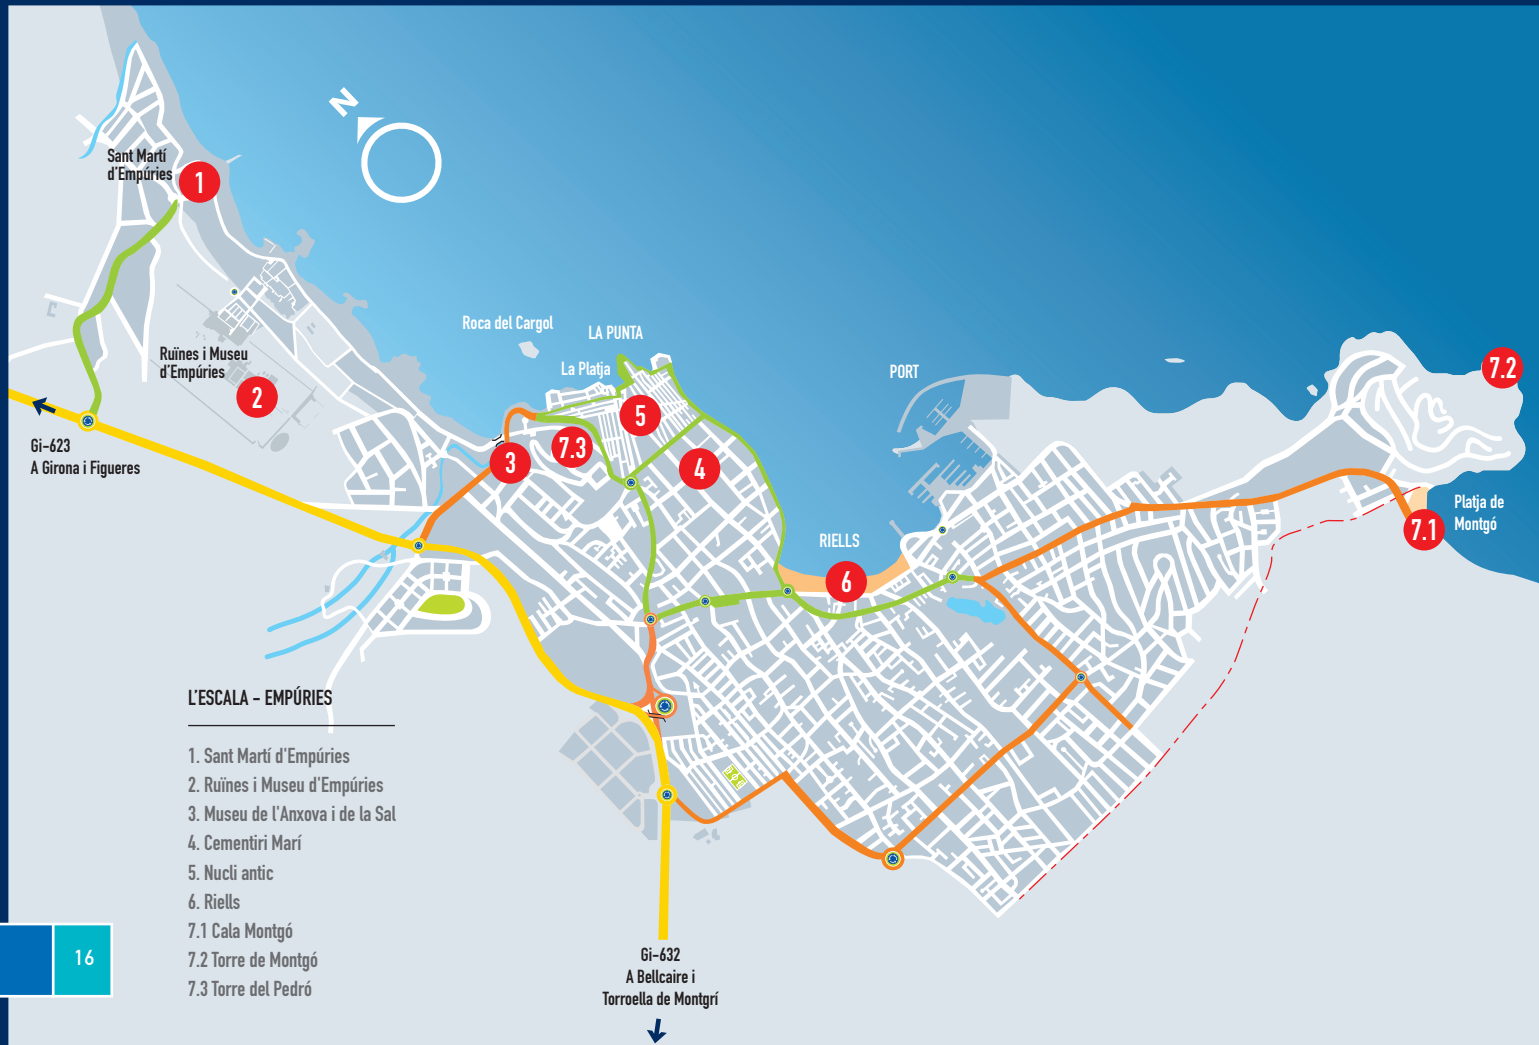 N
Sant Martí
d'Empúries
1
Ruïnes i Museu
d'Empúries
2
Gi-623
A Girona i Figueres
Roca del Cargol
LA PUNTA
La Platja
5
7.3
3
4
PORT
RIELLS
6
7.2
Platja de
Montgó
7.1
L'ESCALA - EMPÚRIES
1. Sant Martí d'Empúries
2. Ruïnes i Museu d'Empúries
3. Museu de l'Anxova i de la Sal
4. Cementiri Marí
5. Nucli antic
6. Riells
7.1 Cala Montgó
7.2 Torre de Montgó
7.3 Torre del Pedró
Gi-632
A Bellcaire i
Torroella de Montgrí
16